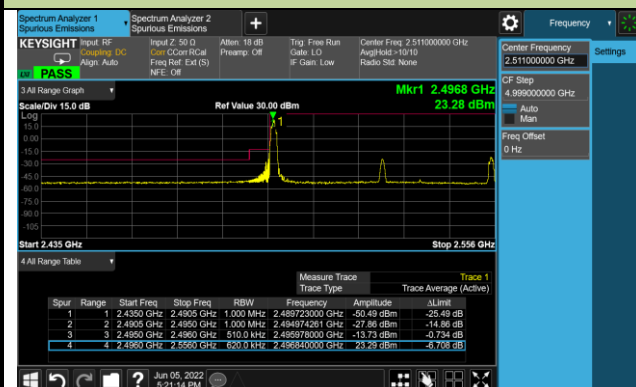 Spectrum Analyzer 1
Spurious Emissions
Spectrum Analyzer 2
Spurious Emissions
+
Frequency
KEYSIGHT
Input: RF
Coupling: DC
Align: Auto
Input Z: 50 Ω
Corr CCorr RCal
Freq Ref: Ext (S)
NFE: Off
Atten: 18 dB
Preamp: Off
Trig: Free Run
Gate: LO
IF Gain: Low
Center Freq: 2.511000000 GHz
Avg|Hold:>10/10
Radio Std: None
PASS
Center Frequency
2.511000000 GHz
Settings
CF Step
4.999000000 GHz
Auto
Man
Freq Offset
0 Hz
3 All Range Graph
Mkr1 2.4968 GHz
Scale/Div 15.0 dB
Ref Value 30.00 dBm
23.28 dBm
Log
1
15.0
0.00
-15.0
-30.0
-45.0
-60.0
-75.0
-90.0
-105
Start 2.435 GHz
Stop 2.556 GHz
4 All Range Table
Measure Trace Trace 1
Trace Type Trace Average (Active)
Spur Range Start Freq Stop Freq RBW Frequency Amplitude ΔLimit
1 1 2.4350 GHz 2.4905 GHz 1.000 MHz 2.489723000 GHz -50.49 dBm -25.49 dB
2 2 2.4905 GHz 2.4950 GHz 1.000 MHz 2.494974261 GHz -27.86 dBm -14.86 dB
3 3 2.4950 GHz 2.4960 GHz 510.0 kHz 2.495978000 GHz -13.73 dBm -0.734 dB
4 4 2.4960 GHz 2.5560 GHz 620.0 kHz 2.496840000 GHz 23.29 dBm -6.708 dB
?
Jun 05, 2022
5:21:14 PM